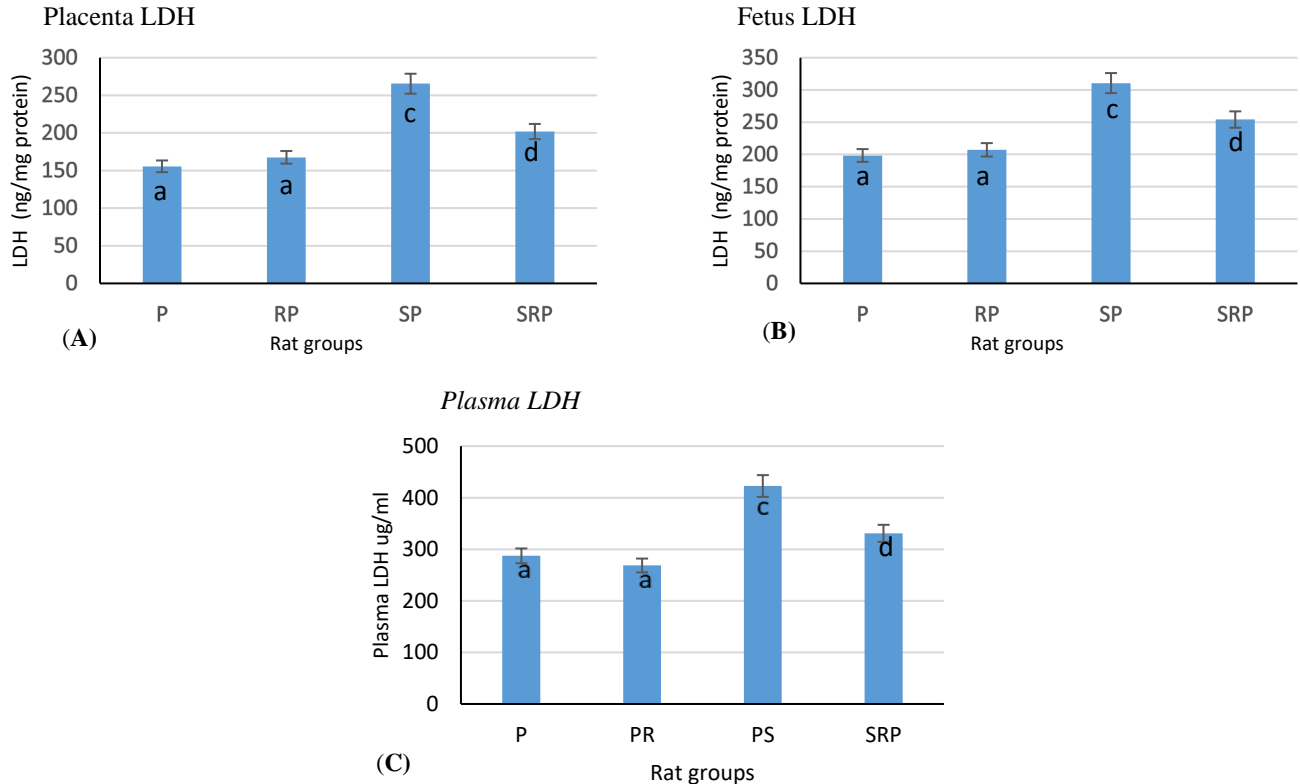 Placenta LDH
LDH (ng/mg protein)
300
250
200
150
100
50
0
a
a
c
d
P RP SP SRP
(A)
Rat groups
Fetus LDH
LDH (ng/mg protein)
350
300
250
200
150
100
50
0
a
a
c
d
P RP SP SRP
(B)
Rat groups
Plasma LDH
Plasma LDH ug/ml
500
400
300
200
100
0
a
a
c
d
P PR PS SRP
(C)
Rat groups